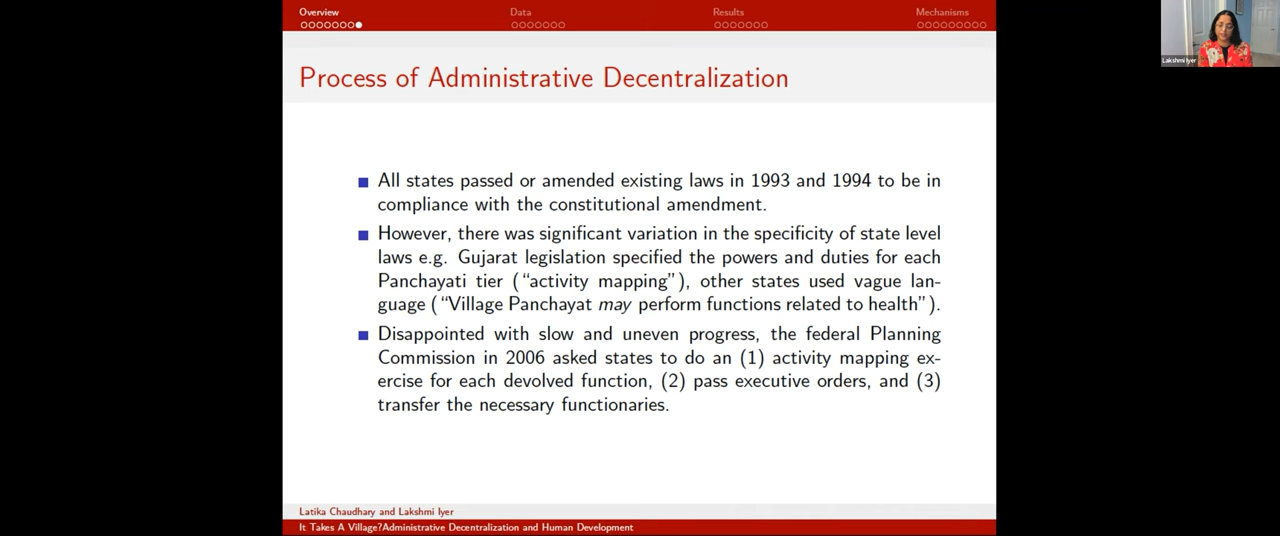 Overview Data Results Mechanisms
Lakshmi Iyer
Process of Administrative Decentralization
All states passed or amended existing laws in 1993 and 1994 to be in
compliance with the constitutional amendment.
However, there was significant variation in the specificity of state level
laws e.g. Gujarat legislation specified the powers and duties for each
Panchayati tier (“activity mapping”), other states used vague lan-
guage (“Village Panchayat may perform functions related to health”).
Disappointed with slow and uneven progress, the federal Planning
Commission in 2006 asked states to do an (1) activity mapping ex-
ercise for each devolved function, (2) pass executive orders, and (3)
transfer the necessary functionaries.
Latika Chaudhary and Lakshmi Iyer
It Takes A Village?Administrative Decentralization and Human Development